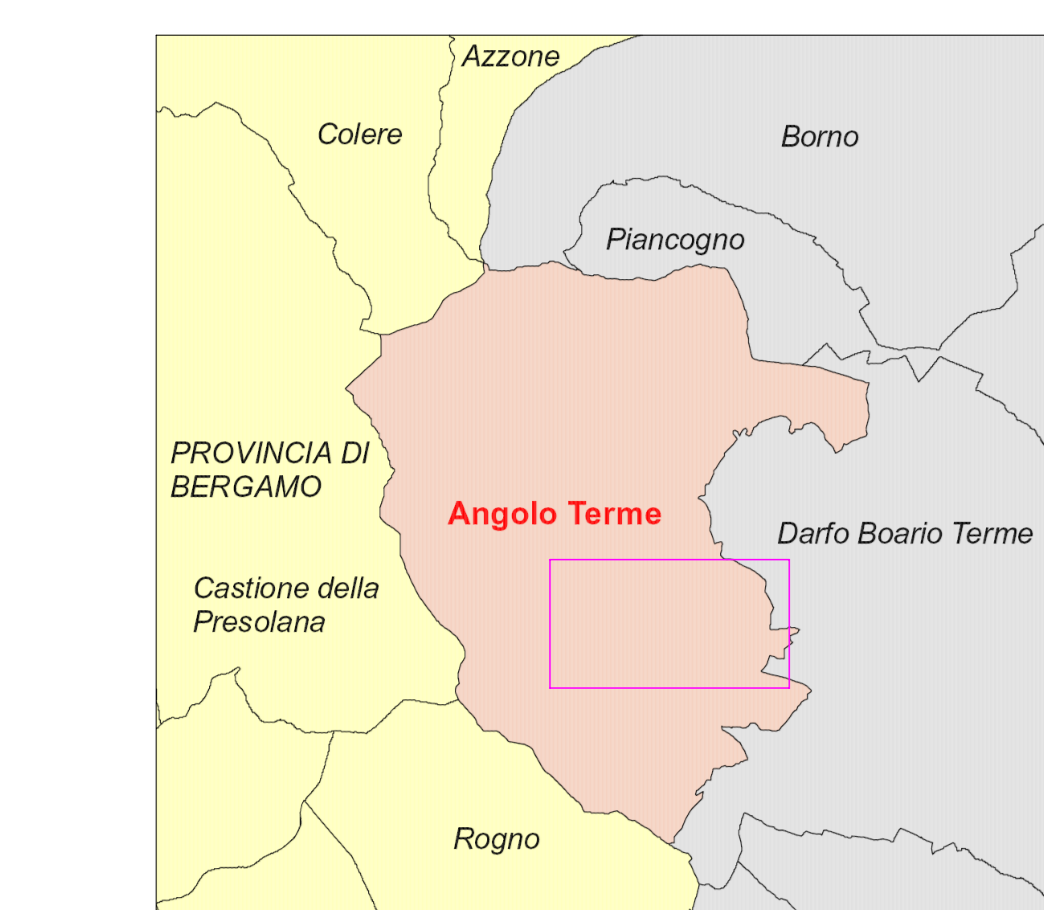 Azzone
Colere
Borno
Piancogno
PROVINCIA DI
BERGAMO
Angolo Terme
Darfo Boario Terme
Castione della
Presolana
Rogno